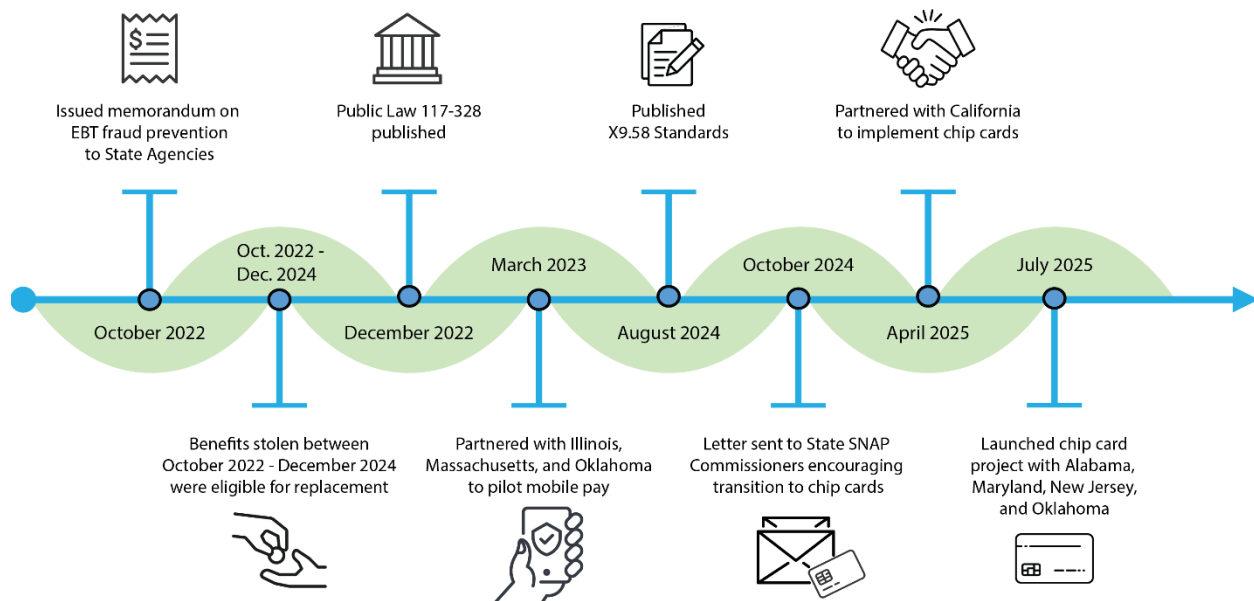 Issued memorandum on
EBT fraud prevention
to State Agencies
Public Law 117-328
published
Published
X9.58 Standards
Partnered with California
to implement chip cards
October 2022
Oct. 2022 -
Dec. 2024
December 2022
March 2023
August 2024
October 2024
April 2025
July 2025
Benefits stolen between
October 2022 - December 2024
were eligible for replacement
Partnered with Illinois,
Massachusetts, and Oklahoma
to pilot mobile pay
Letter sent to State SNAP
Commissioners encouraging
transition to chip cards
Launched chip card
project with Alabama,
Maryland, New Jersey,
and Oklahoma
$